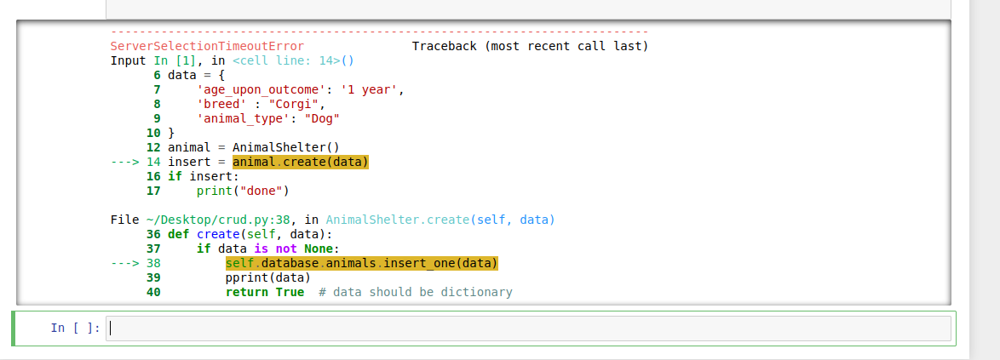 ---------------------------------------------------------------------------
ServerSelectionTimeoutError               Traceback (most recent call last)
Input In [1], in <cell line: 14>()
      6 data = {
      7     'age_upon_outcome': '1 year',
      8     'breed' : "Corgi",
      9     'animal_type': "Dog"
     10 }
     12 animal = AnimalShelter()
---> 14 insert = animal.create(data)
     16 if insert:
     17     print("done")
File ~/Desktop/crud.py:38, in AnimalShelter.create(self, data)
     36 def create(self, data):
     37     if data is not None:
---> 38         self.database.animals.insert_one(data)
     39         pprint(data)
     40         return True  # data should be dictionary
In [ ]: